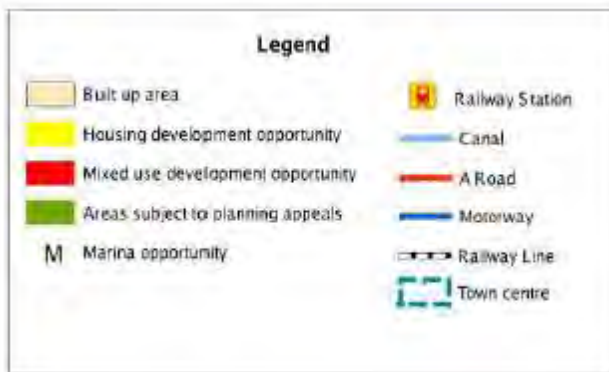 Legend
Built up area
Housing development opportunity
Mixed use development opportunity
Areas subject to planning appeals
M Marina opportunity
Railway Station
Canal
A Road
Motorway
Railway Line
Town centre